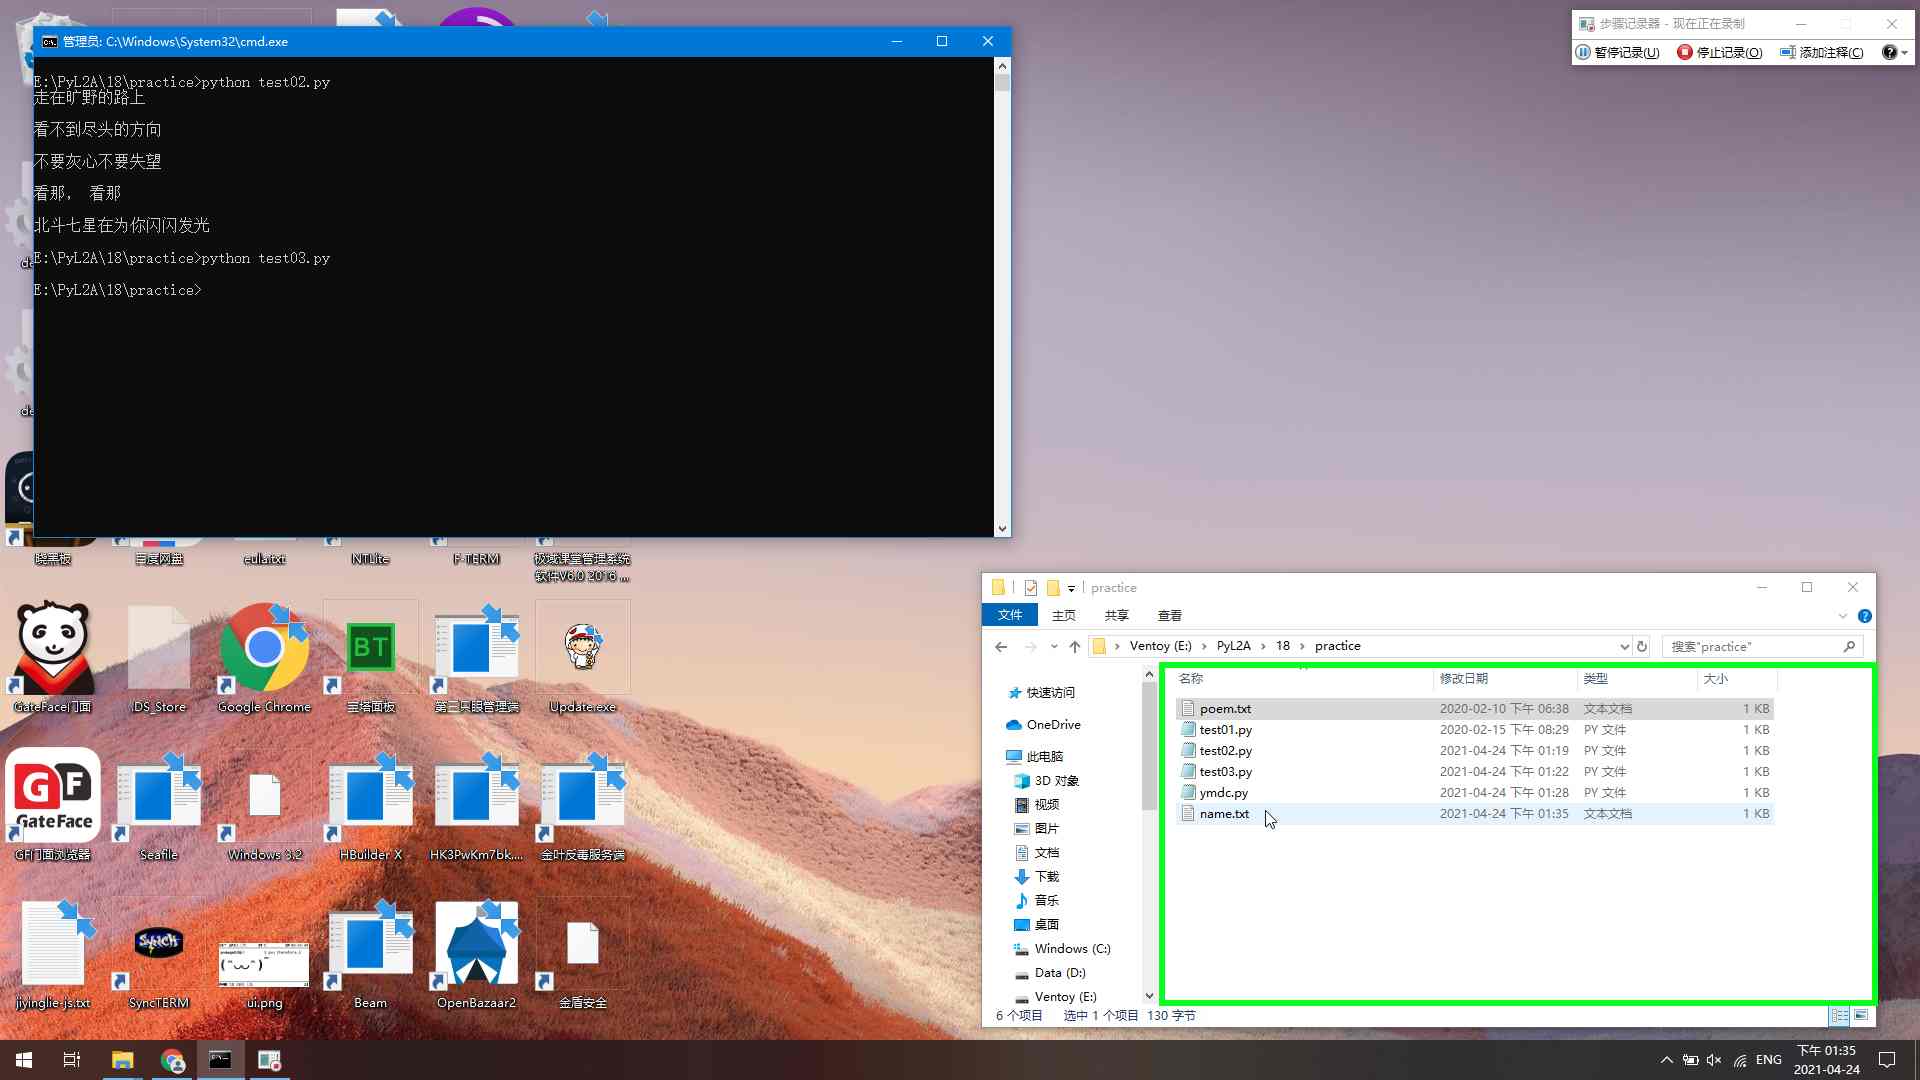 管理员: C:\Windows\System32\cmd.exe
E:\PyL2A\18\practice>python test02.py
走在旷野的路上
看不到尽头的方向
不要灰心不要失望
看那， 看那
北斗七星在为你闪闪发光
E:\PyL2A\18\practice>python test03.py
E:\PyL2A\18\practice>
步骤记录器 - 现在正在录制
暂停记录(U)
停止记录(O)
添加注释(C)
de
de
晓黑板
百度网盘
eula.txt
NTLite
F-TERM
极域课堂管理系统
软件V6.0 2016 ...
BT
GateFace门面
.DS_Store
Google Chrome
宝塔面板
第三只眼管理端
Update.exe
GF
GateFace
GF门面浏览器
Seafile
Windows 3.2
HBuilder X
HK3PwKm7bk....
金叶反毒服务端
jiyinglie-js.txt
SyncTERM
ui.png
Beam
OpenBazaar2
金盾安全
practice
文件
主页
共享
查看
Ventoy (E:)
PyL2A
18
practice
搜索"practice"
快速访问
OneDrive
此电脑
3D 对象
视频
图片
文档
下载
音乐
桌面
Windows (C:)
Data (D:)
Ventoy (E:)
名称 修改日期 类型 大小
poem.txt 2020-02-10 下午 06:38 文本文档 1 KB
test01.py 2020-02-15 下午 08:29 PY 文件 1 KB
test02.py 2021-04-24 下午 01:19 PY 文件 1 KB
test03.py 2021-04-24 下午 01:22 PY 文件 1 KB
ymdc.py 2021-04-24 下午 01:28 PY 文件 1 KB
name.txt 2021-04-24 下午 01:35 文本文档 1 KB
6 个项目 选中 1 个项目 130 字节
ENG
下午 01:35
2021-04-24